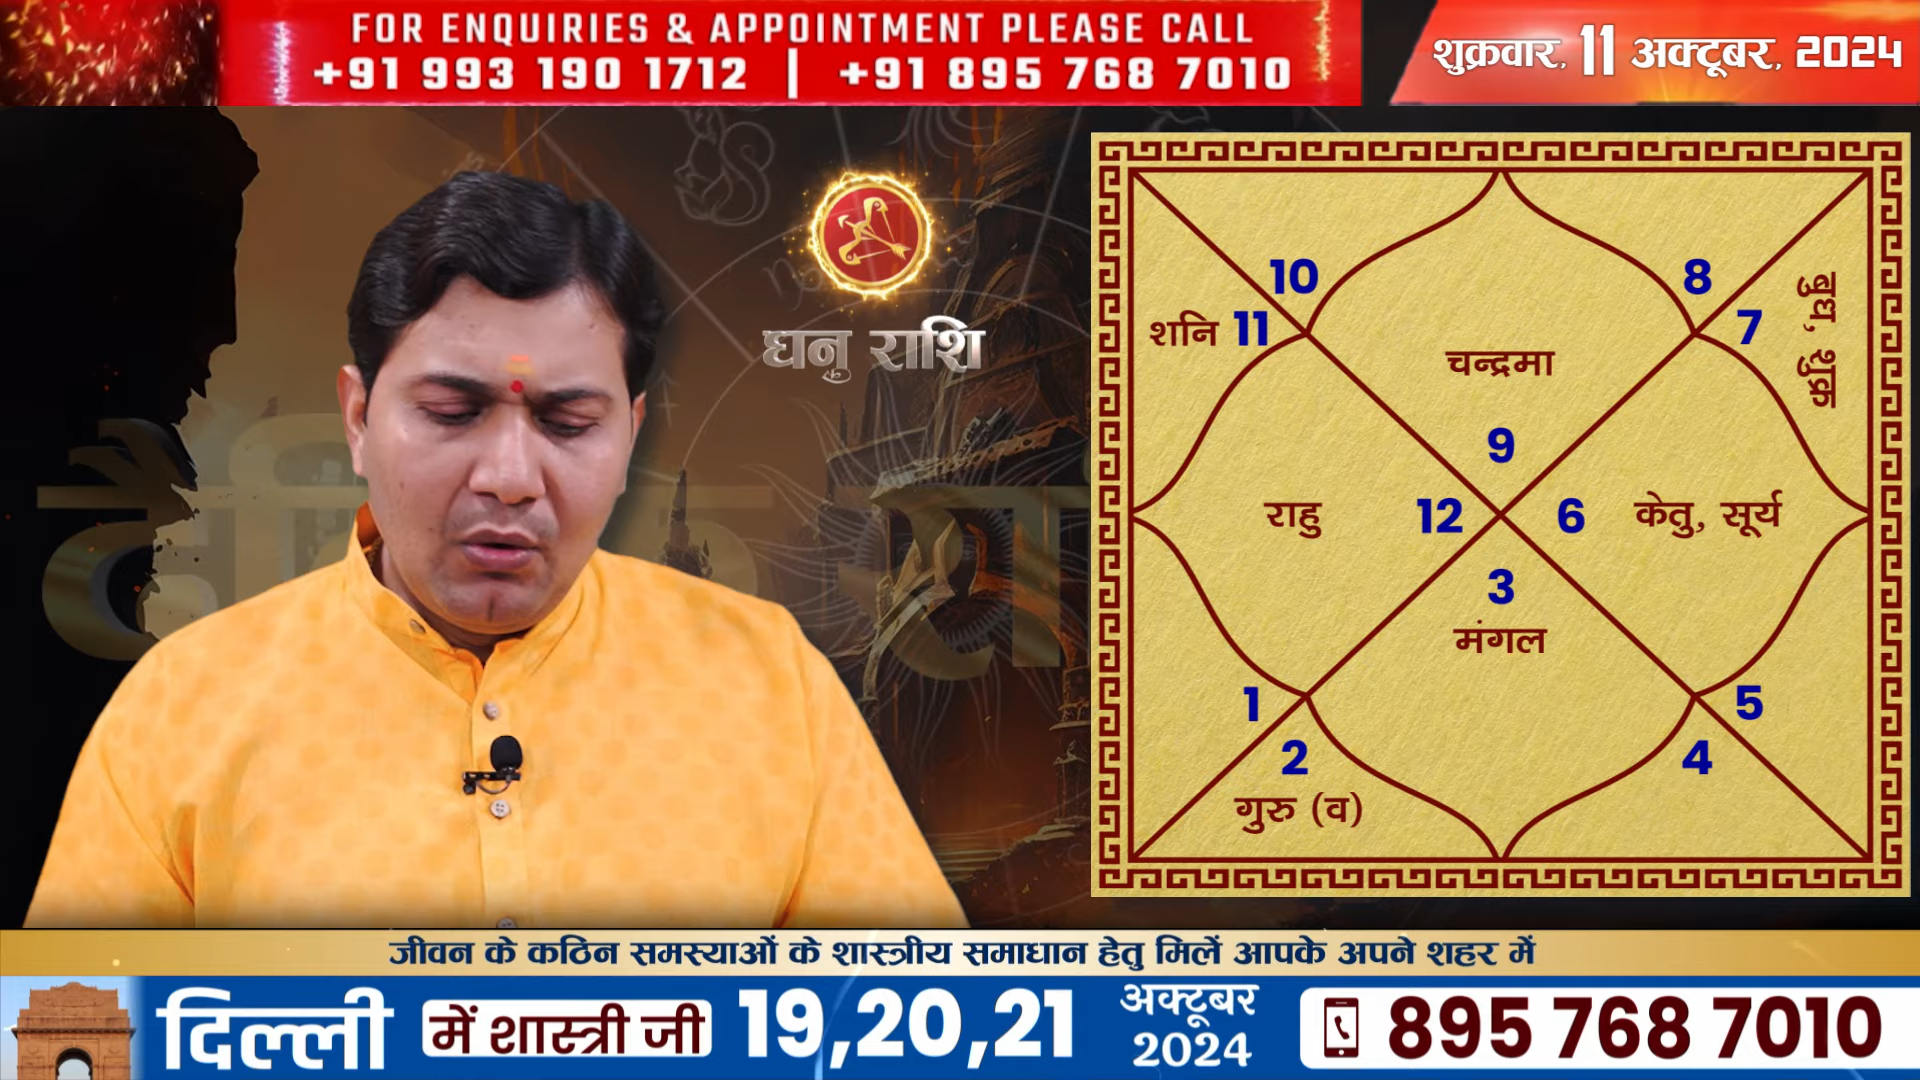 FOR ENQUIRIES & APPOINTMENT PLEASE CALL
+91 993 190 1712 | +91 895 768 7010
शुक्रवार, 11 अक्टूबर, 2024
धनु राशि
10
8
शनि 11
7
बुध, शुक्र
चन्द्रमा
9
राहु 12
6 केतु, सूर्य
3
मंगल
1
5
2
4
गुरु (व)
जीवन के कठिन समस्याओं के शास्त्रीय समाधान हेतु मिलें आपके अपने शहर में
दिल्ली में शास्त्री जी 19,20,21 अक्टूबर 2024 895 768 7010